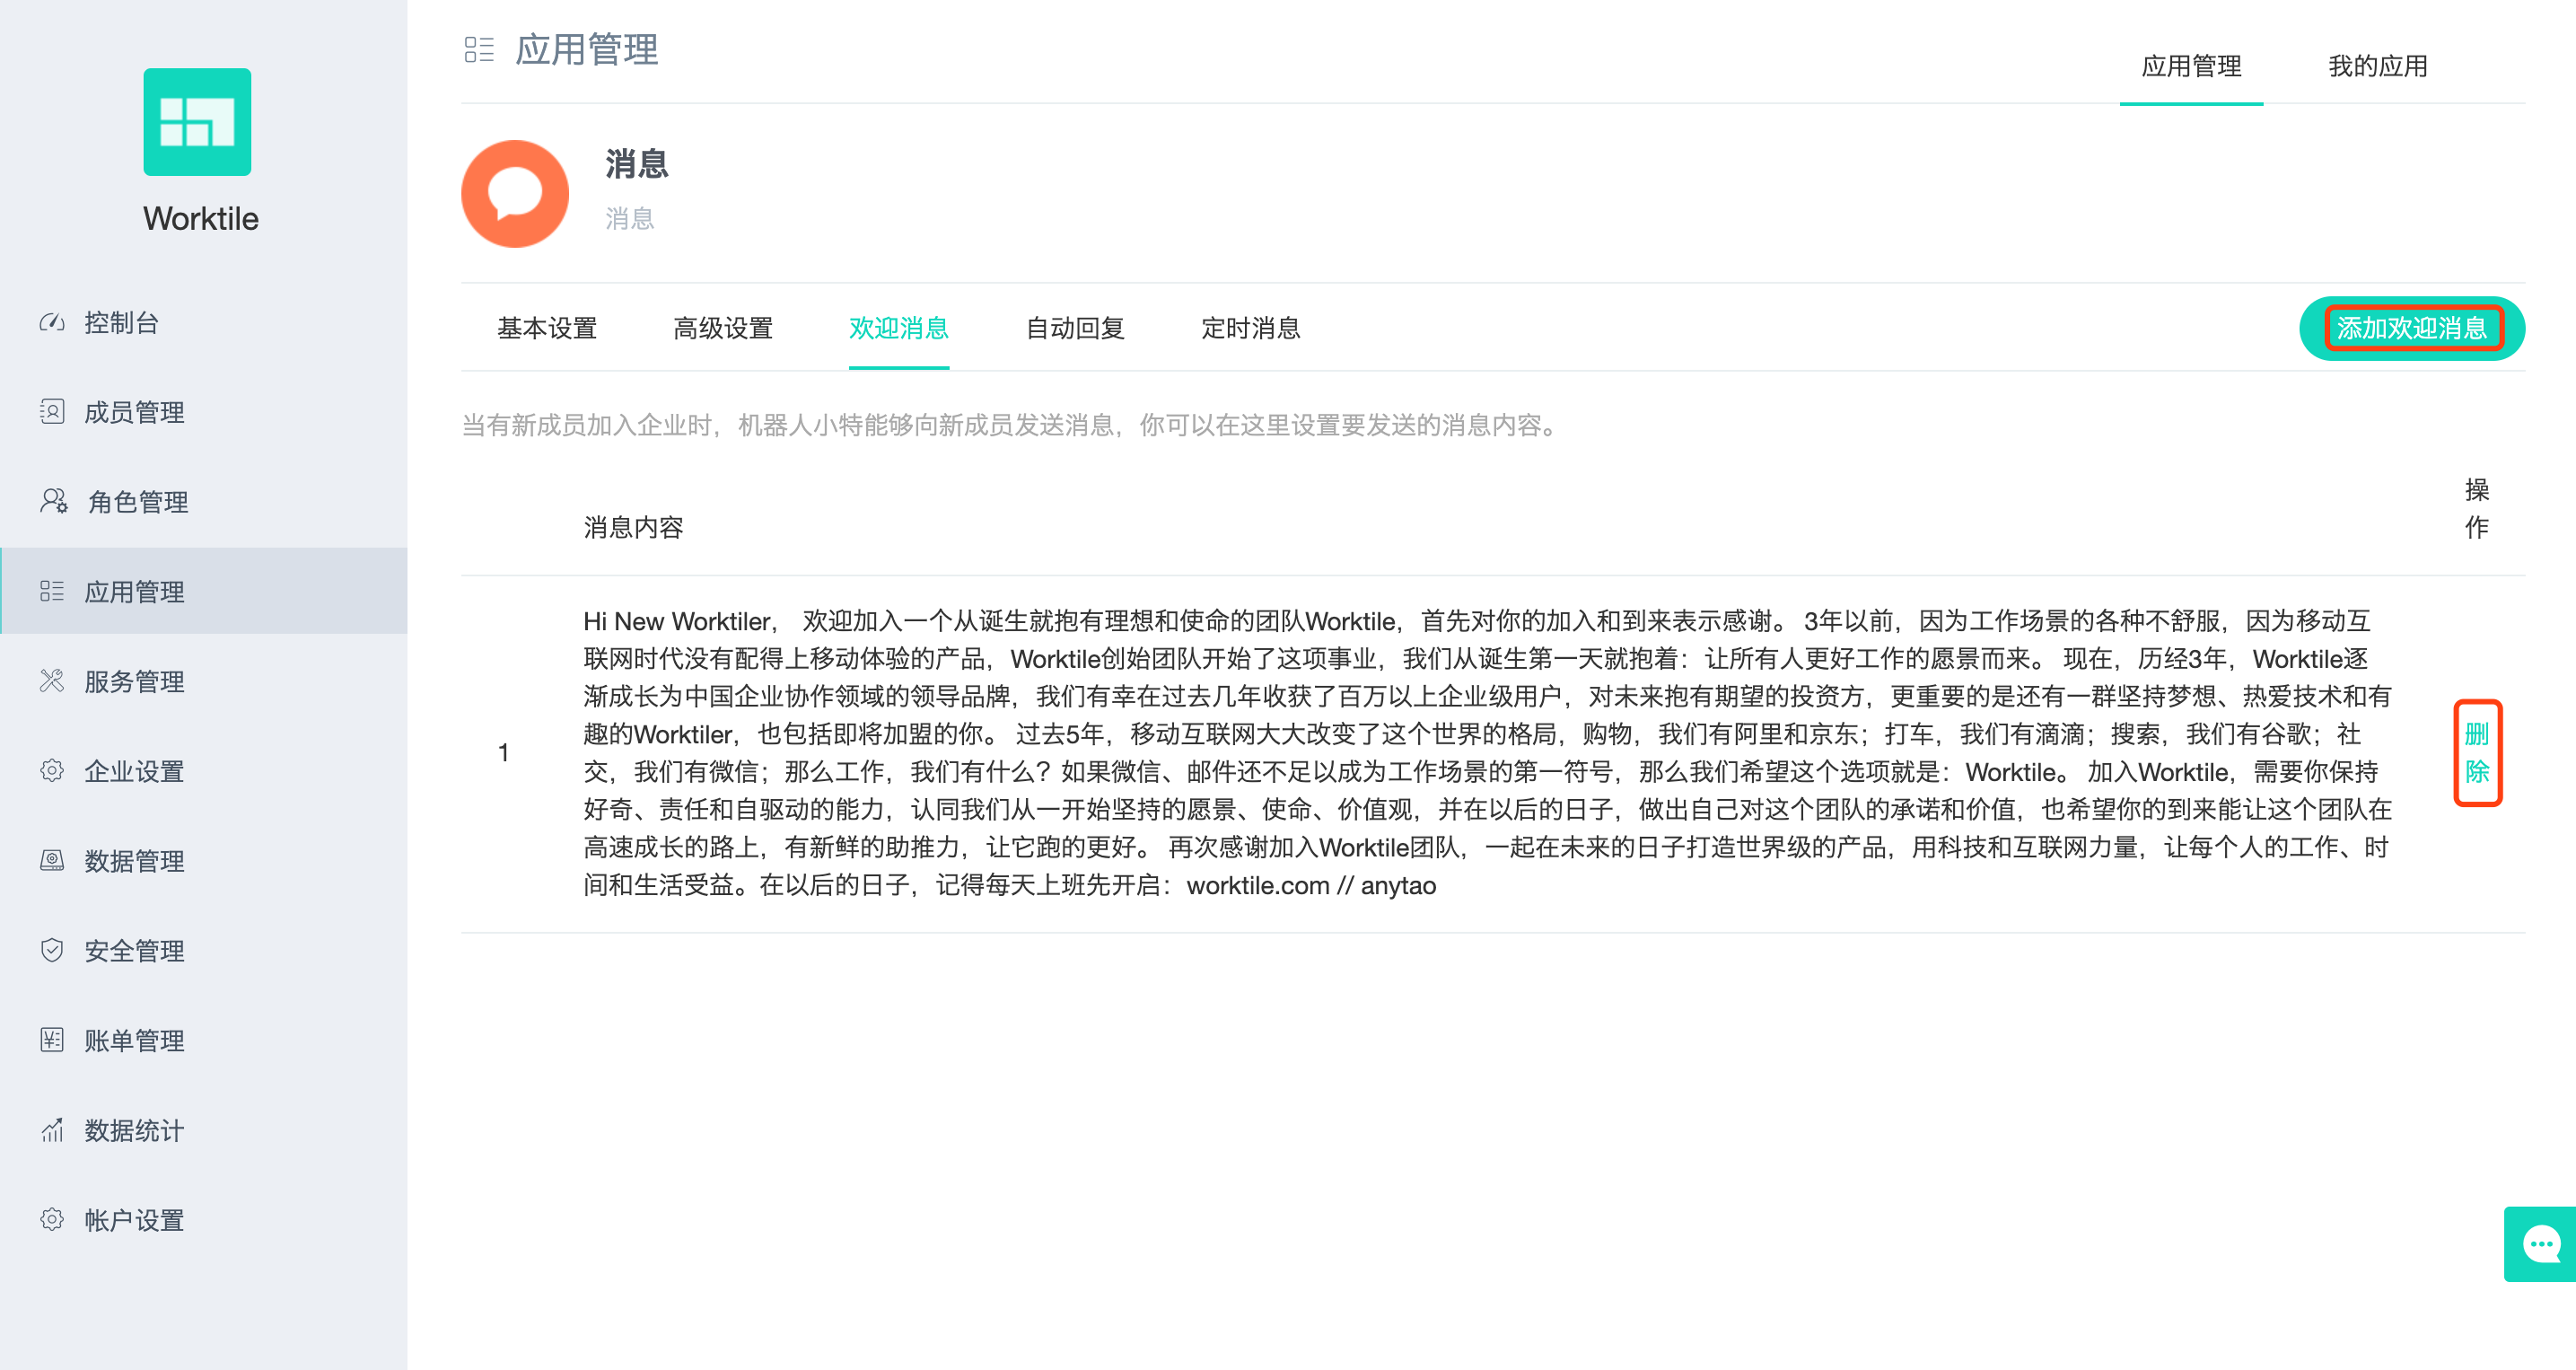 Worktile
控制台
成员管理
角色管理
应用管理
服务管理
企业设置
数据管理
安全管理
账单管理
数据统计
帐户设置
应用管理
应用管理
我的应用
消息
消息
基本设置
高级设置
欢迎消息
自动回复
定时消息
添加欢迎消息
当有新成员加入企业时，机器人小特能够向新成员发送消息，你可以在这里设置要发送的消息内容。
消息内容
操
作
1
Hi New Worktiler， 欢迎加入一个从诞生就抱有理想和使命的团队Worktile，首先对你的加入和到来表示感谢。 3年以前，因为工作场景的各种不舒服，因为移动互
联网时代没有配得上移动体验的产品，Worktile创始团队开始了这项事业，我们从诞生第一天就抱着：让所有人更好工作的愿景而来。 现在，历经3年，Worktile逐
渐成长为中国企业协作领域的领导品牌，我们有幸在过去几年收获了百万以上企业级用户，对未来抱有期望的投资方，更重要的是还有一群坚持梦想、热爱技术和有
趣的Worktiler，也包括即将加盟的你。 过去5年，移动互联网大大改变了这个世界的格局，购物，我们有阿里和京东；打车，我们有滴滴；搜索，我们有谷歌；社
交，我们有微信；那么工作，我们有什么？如果微信、邮件还不足以成为工作场景的第一符号，那么我们希望这个选项就是：Worktile。 加入Worktile，需要你保持
好奇、责任和自驱动的能力，认同我们从一开始坚持的愿景、使命、价值观，并在以后的日子，做出自己对这个团队的承诺和价值，也希望你的到来能让这个团队在
高速成长的路上，有新鲜的助推力，让它跑的更好。 再次感谢加入Worktile团队，一起在未来的日子打造世界级的产品，用科技和互联网力量，让每个人的工作、时
间和生活受益。在以后的日子，记得每天上班先开启：worktile.com // anytao
删
除